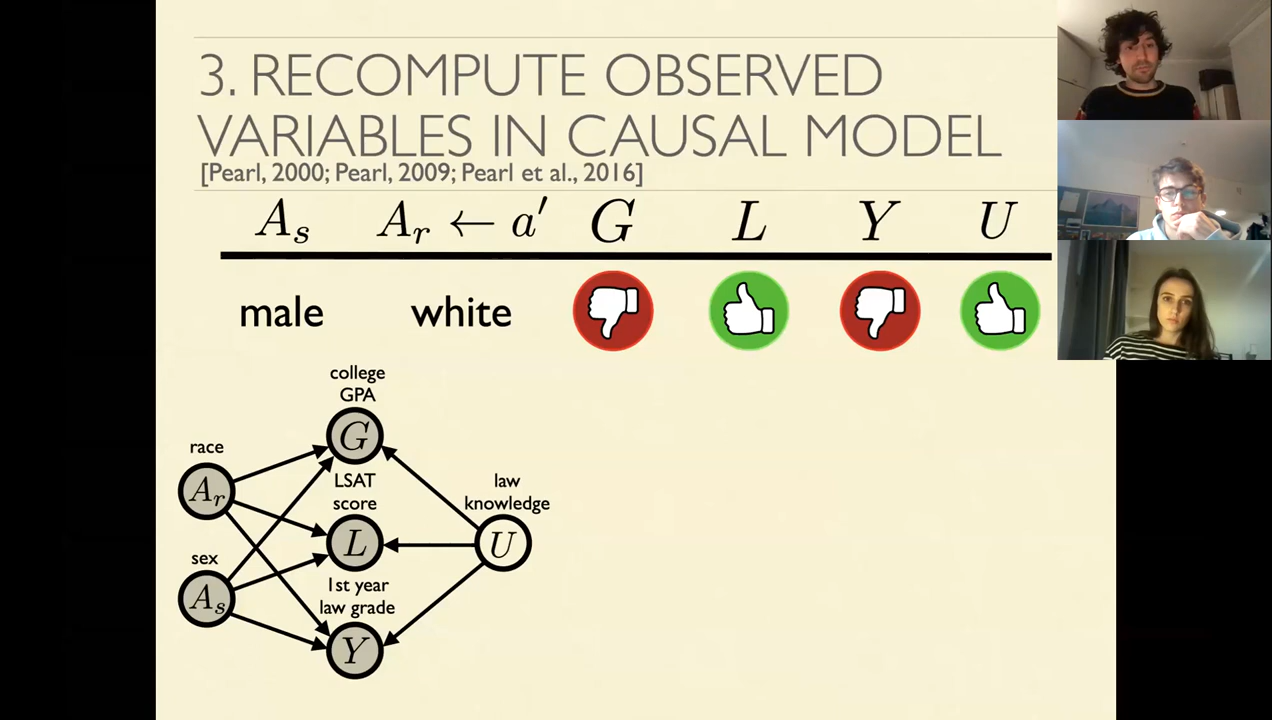 3. RECOMPUTE OBSERVED
VARIABLES IN CAUSAL MODEL
[Pearl, 2000; Pearl, 2009; Pearl et al., 2016]
A_s A_r ← a′ G L Y U
male white
college
GPA
G
race
A_r
LSAT
score
L
law
knowledge
U
sex
A_s
1st year
law grade
Y